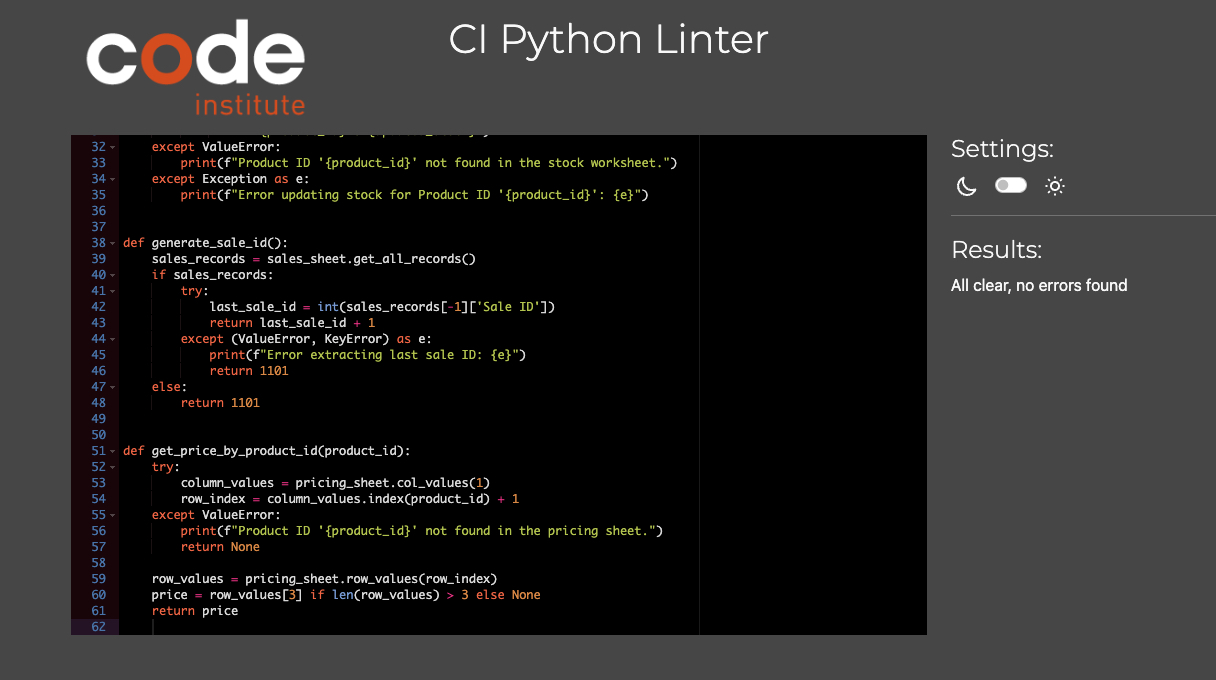 code
institute
CI Python Linter
32 except ValueError:
33 print(f"Product ID '{product_id}' not found in the stock worksheet.")
34 except Exception as e:
35 print(f"Error updating stock for Product ID '{product_id}': {e}")
36
37
38 def generate_sale_id():
39 sales_records = sales_sheet.get_all_records()
40 if sales_records:
41 try:
42 last_sale_id = int(sales_records[-1]['Sale ID'])
43 return last_sale_id + 1
44 except (ValueError, KeyError) as e:
45 print(f"Error extracting last sale ID: {e}")
46 return 1101
47 else:
48 return 1101
49
50
51 def get_price_by_product_id(product_id):
52 try:
53 column_values = pricing_sheet.col_values(1)
54 row_index = column_values.index(product_id) + 1
55 except ValueError:
56 print(f"Product ID '{product_id}' not found in the pricing sheet.")
57 return None
58
59 row_values = pricing_sheet.row_values(row_index)
60 price = row_values[3] if len(row_values) > 3 else None
61 return price
62
Settings:
Results:
All clear, no errors found